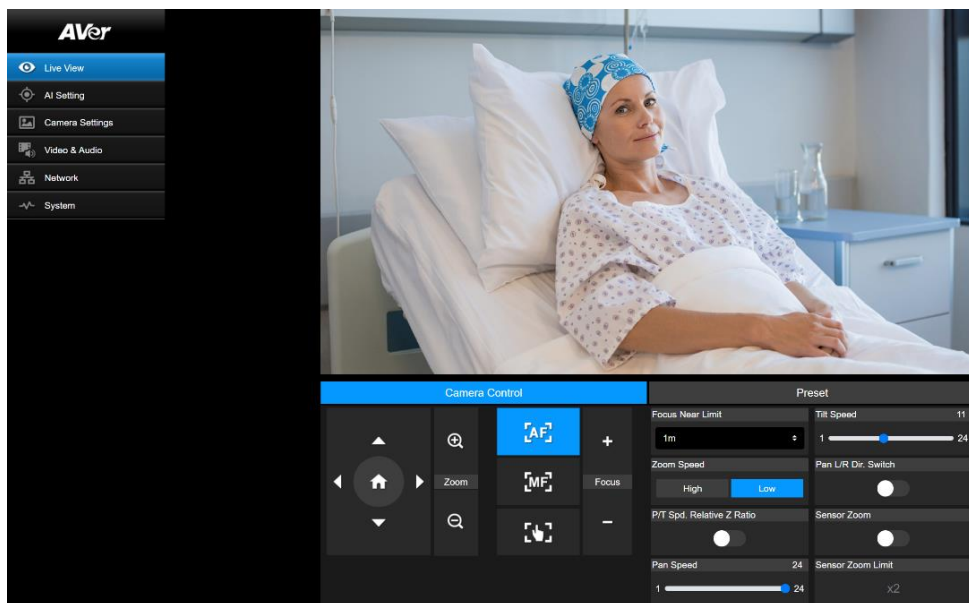 AVer
Live View
AI Setting
Camera Settings
Video & Audio
Network
System
Camera Control
Preset
Zoom
AF
MF
Focus
Focus Near Limit
1m
Tilt Speed 11
1 24
Zoom Speed
High Low
Pan L/R Dir. Switch
P/T Spd. Relative Z Ratio
Sensor Zoom
Pan Speed 24
1 24
Sensor Zoom Limit
x2